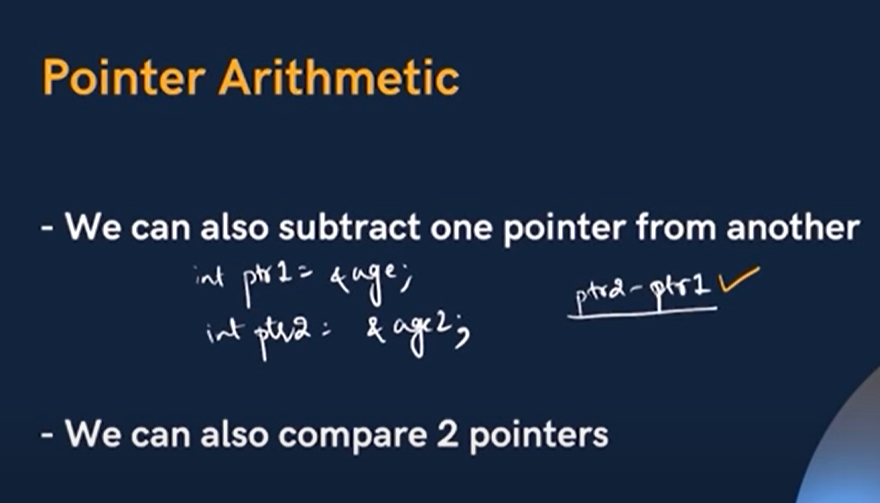 Pointer Arithmetic
- We can also subtract one pointer from another
int ptr1 = &age;
ptr2 - ptr1
int ptr2 = &age2;
- We can also compare 2 pointers